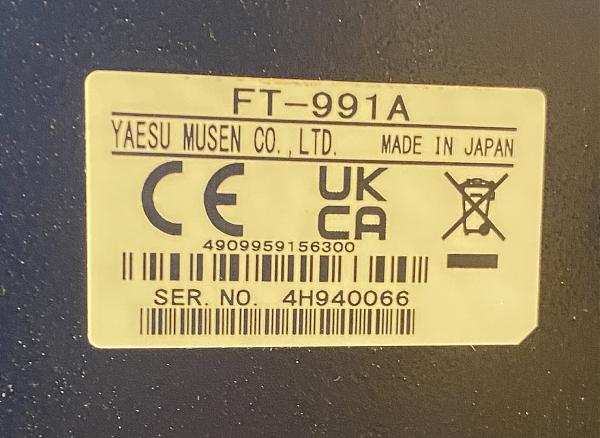 FT-991A
YAESU MUSEN CO.,LTD. MADE IN JAPAN
CE UK
CA
4909959156300
SER. NO. 4H940066